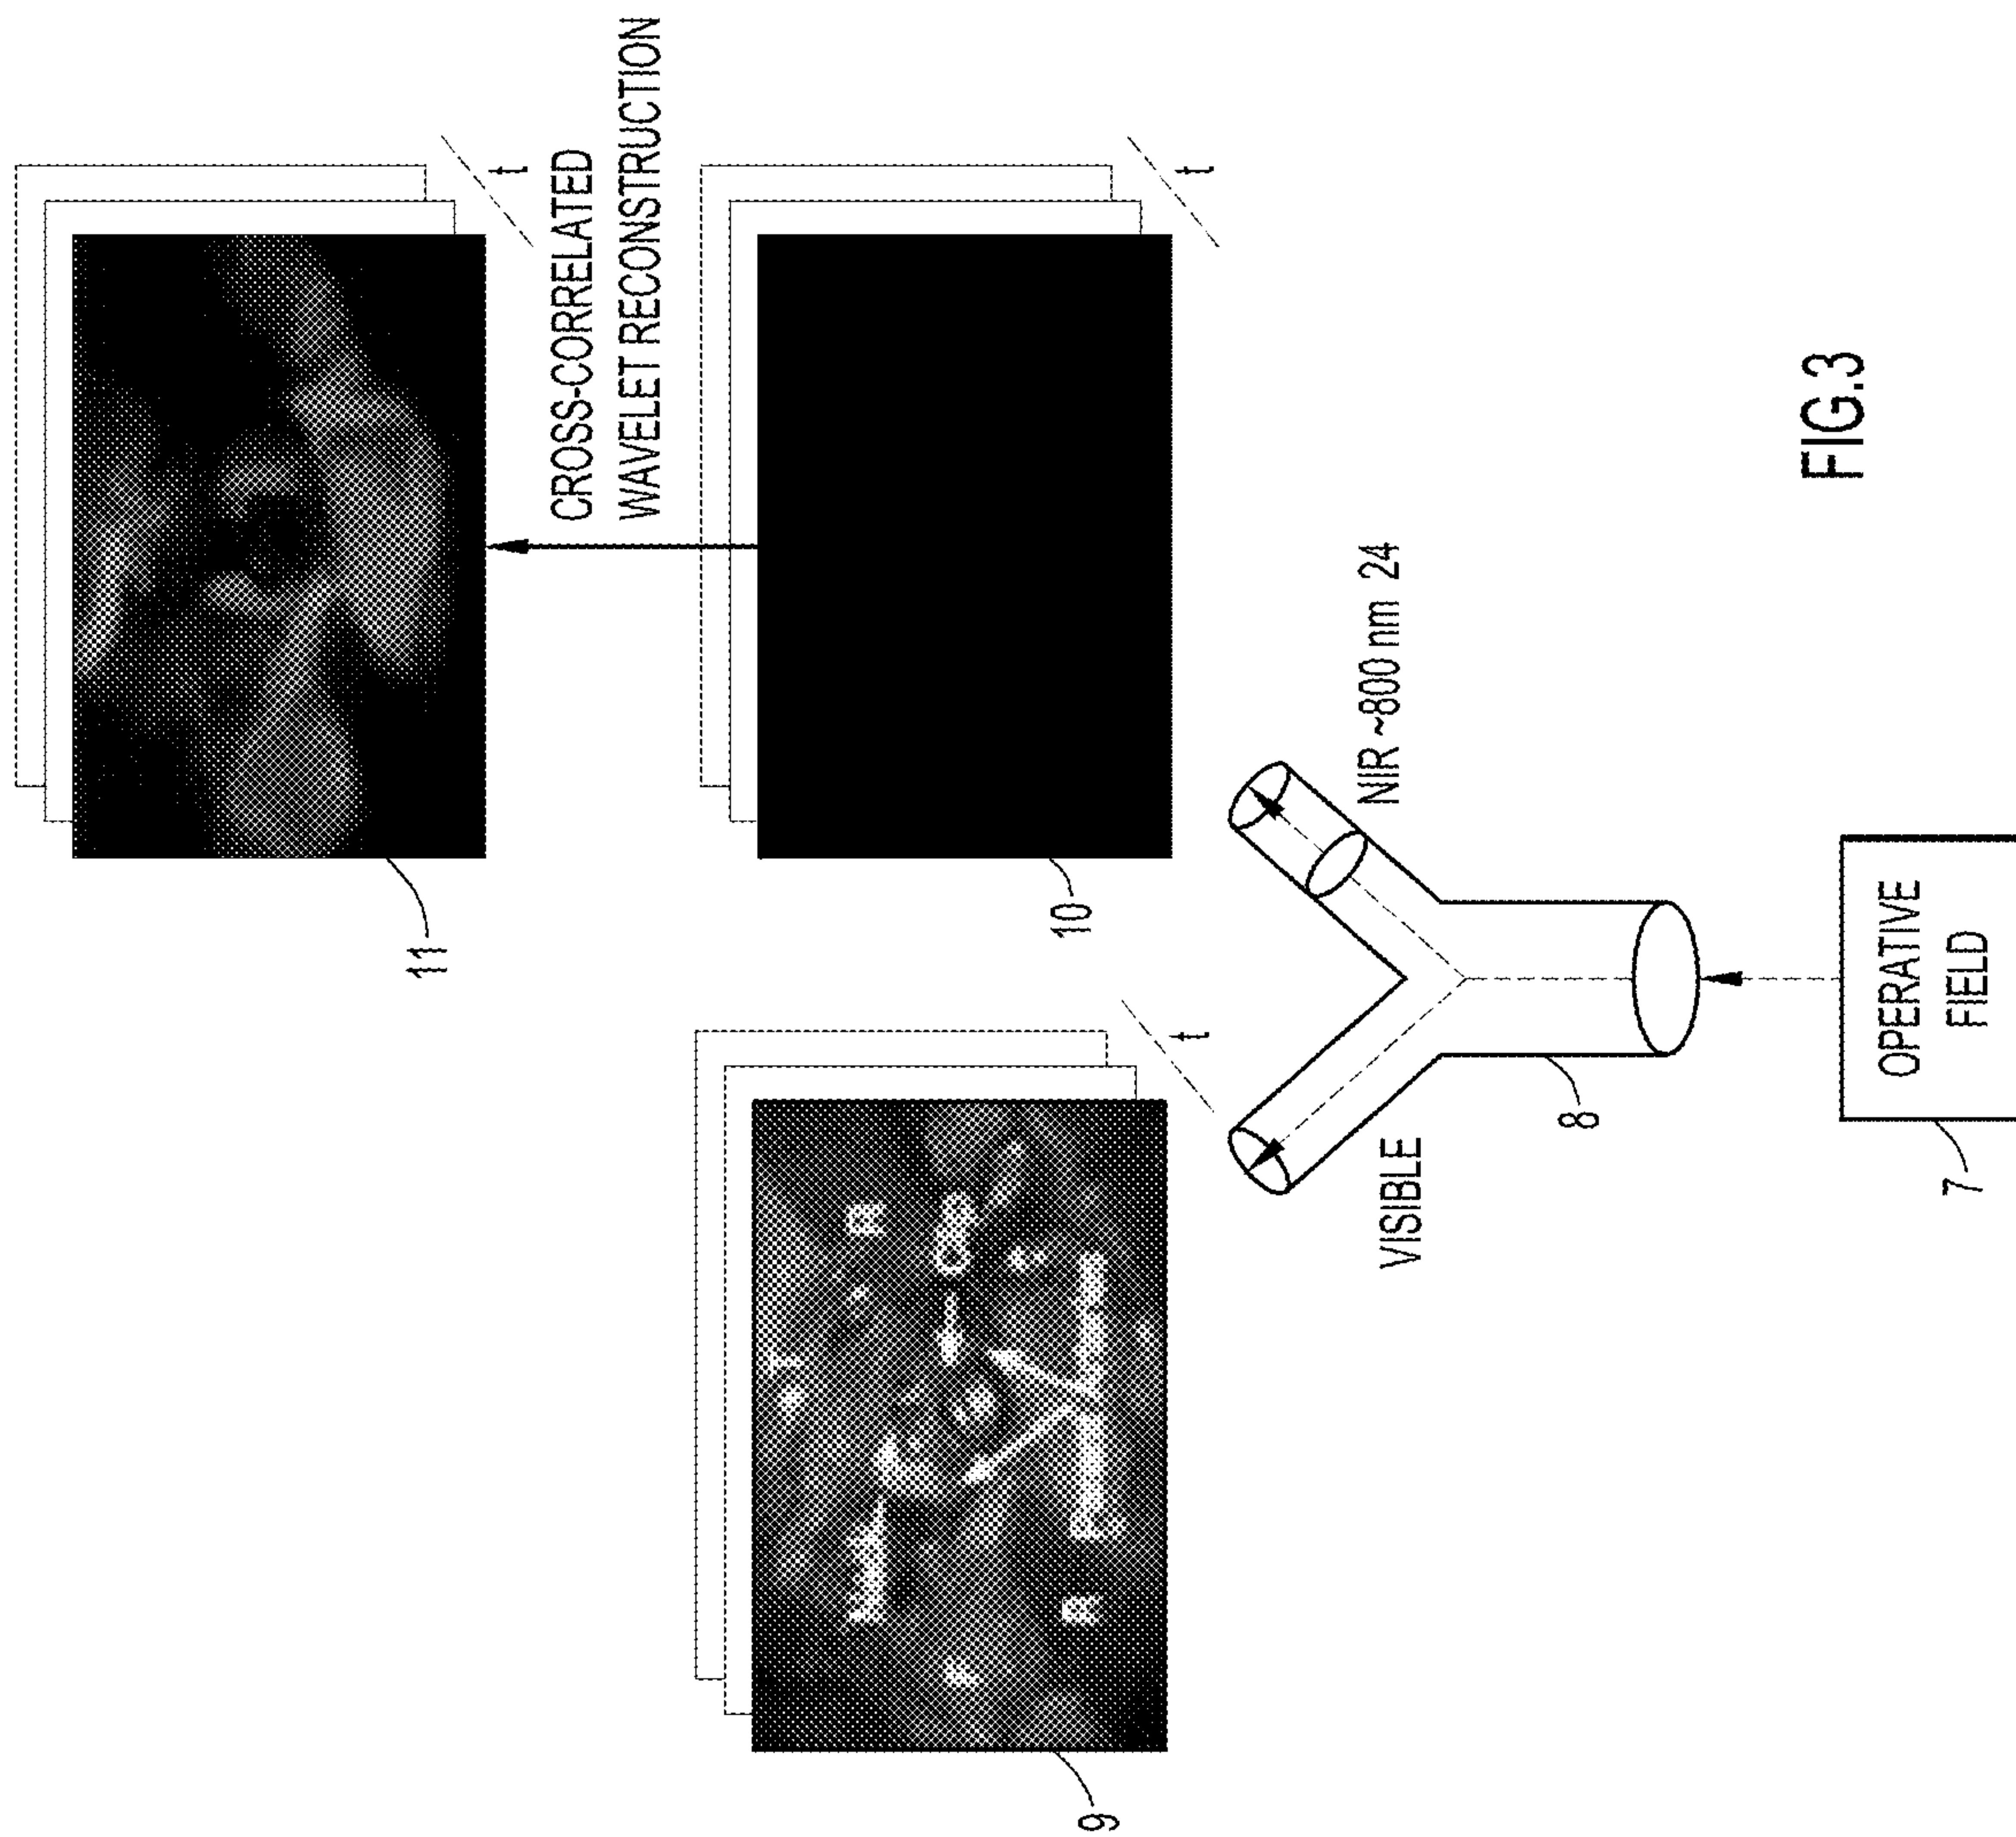 11
t
CROSS-CORRELATED
WAVELET RECONSTRUCTION
9
t
10
t
VISIBLE
NIR ~800 nm 24
8
7
OPERATIVE
FIELD
FIG.3